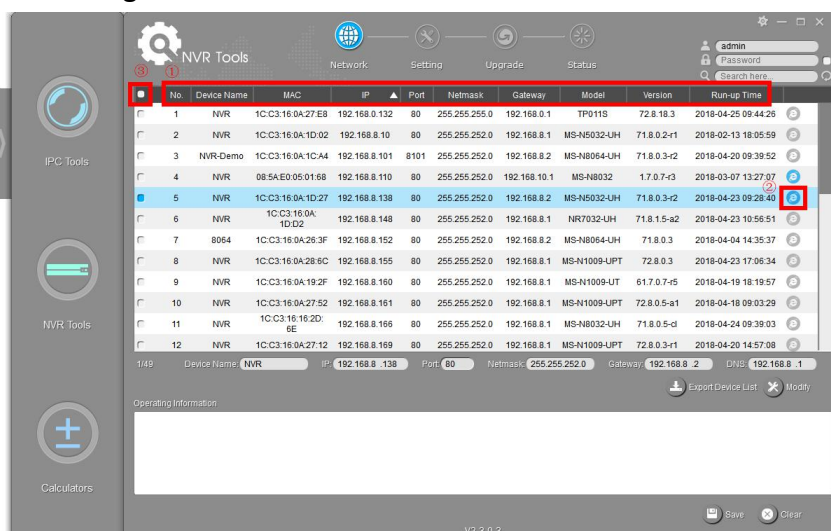 NVR Tools
Network
Setting
Upgrade
Status
admin
Password
Search here...
③ ①
No. Device Name MAC IP Port Netmask Gateway Model Version Run-up Time
1 NVR 1C:C3:16:0A:27:E8 192.168.0.132 80 255.255.255.0 192.168.0.1 TP011S 72.8.18.3 2018-04-25 09:44:26
2 NVR 1C:C3:16:0A:1D:02 192.168.8.10 80 255.255.252.0 192.168.8.1 MS-N5032-UH 71.8.0.2-r1 2018-02-13 18:05:59
3 NVR-Demo 1C:C3:16:0A:1C:A4 192.168.8.101 8101 255.255.252.0 192.168.8.2 MS-N8064-UH 71.8.0.3-r2 2018-04-20 09:39:52
4 NVR 08:5A:E0:05:01:68 192.168.8.110 80 255.255.252.0 192.168.10.1 MS-N8032 1.7.0.7-r3 2018-03-07 13:27:07
②
5 NVR 1C:C3:16:0A:1D:27 192.168.8.138 80 255.255.252.0 192.168.8.2 MS-N5032-UH 71.8.0.3-r2 2018-04-23 09:28:40
6 NVR 1C:C3:16:0A:1D:D2 192.168.8.148 80 255.255.252.0 192.168.8.1 NR7032-UH 71.8.1.5-a2 2018-04-23 10:56:51
7 8064 1C:C3:16:0A:26:3F 192.168.8.152 80 255.255.252.0 192.168.8.2 MS-N8064-UH 71.8.0.3 2018-04-04 14:35:37
8 NVR 1C:C3:16:0A:28:6C 192.168.8.155 80 255.255.252.0 192.168.8.1 MS-N1009-UPT 72.8.0.3 2018-04-23 17:06:34
9 NVR 1C:C3:16:0A:19:2F 192.168.8.160 80 255.255.252.0 192.168.8.1 MS-N1009-UT 61.7.0.7-r5 2018-04-19 18:19:57
10 NVR 1C:C3:16:0A:27:52 192.168.8.161 80 255.255.252.0 192.168.8.1 MS-N1009-UPT 72.8.0.5-a1 2018-04-18 09:03:29
11 NVR 1C:C3:16:16:2D:6E 192.168.8.166 80 255.255.252.0 192.168.8.1 MS-N8032-UH 71.8.0.5-cl 2018-04-24 09:39:03
12 NVR 1C:C3:16:0A:27:12 192.168.8.169 80 255.255.252.0 192.168.8.1 MS-N1009-UPT 72.8.0.3-r1 2018-04-20 14:57:08
1/49 Device Name: NVR IP: 192.168.8 .138 Port: 80 Netmask: 255.255.252.0 Gateway: 192.168.8 .2 DNS: 192.168.8 .1
Export Device List Modify
Operating Information
IPC Tools
NVR Tools
Calculators
Save Clear
V2.3.0.3